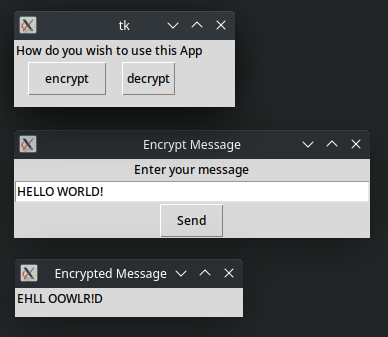 tk
How do you wish to use this App
encrypt decrypt
Encrypt Message
Enter your message
HELLO WORLD!
Send
Encrypted Message
EHLL OOWLR!D